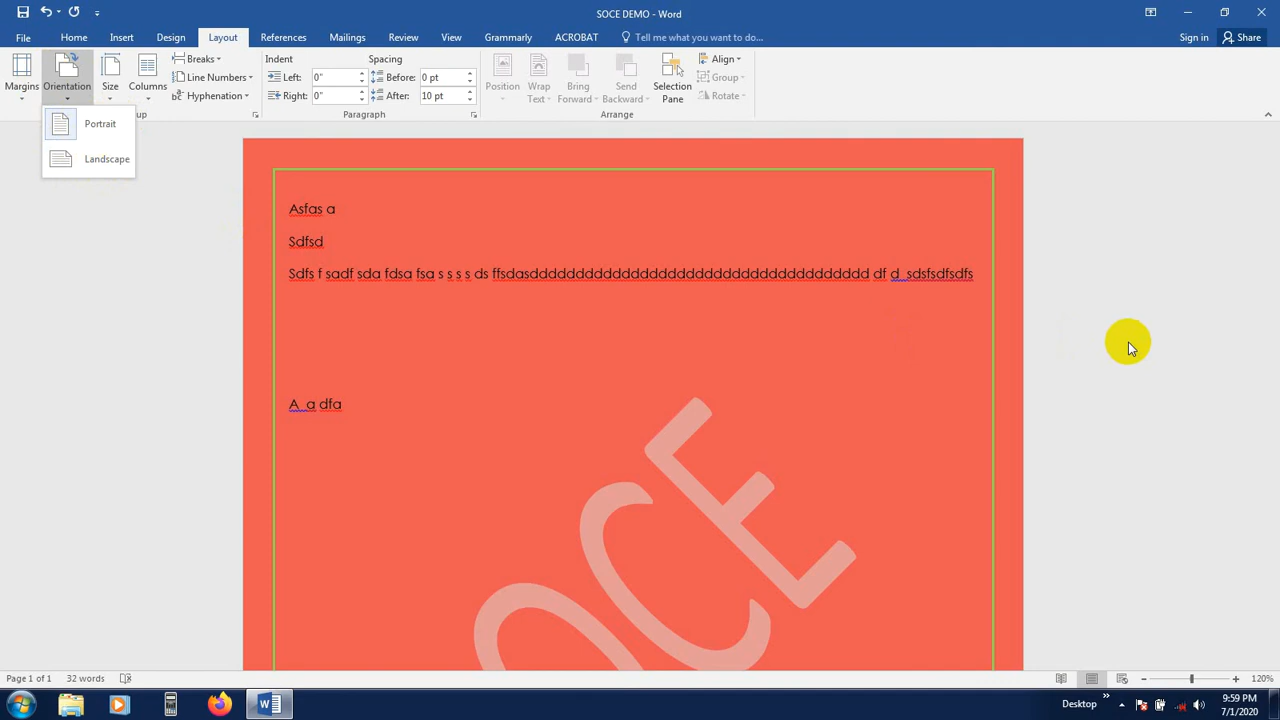 SOCE DEMO - Word
File Home Insert Design Layout References Mailings Review View Grammarly ACROBAT Tell me what you want to do... Sign in Share
Margins Orientation Size Columns Breaks Line Numbers Hyphenation
Indent Left: 0" Right: 0"
Spacing Before: 0 pt After: 10 pt
Position Wrap Text Bring Forward Send Backward Selection Pane Align Group Rotate
up Paragraph Arrange
Portrait
Landscape
Asfas a
Sdfsd
Sdfs f sadf sda fdsa fsa s s s s ds df d sdsfsdfsdfs
A a dfa
OCE
Page 1 of 1 32 words 120%
Desktop 9:59 PM
7/1/2020